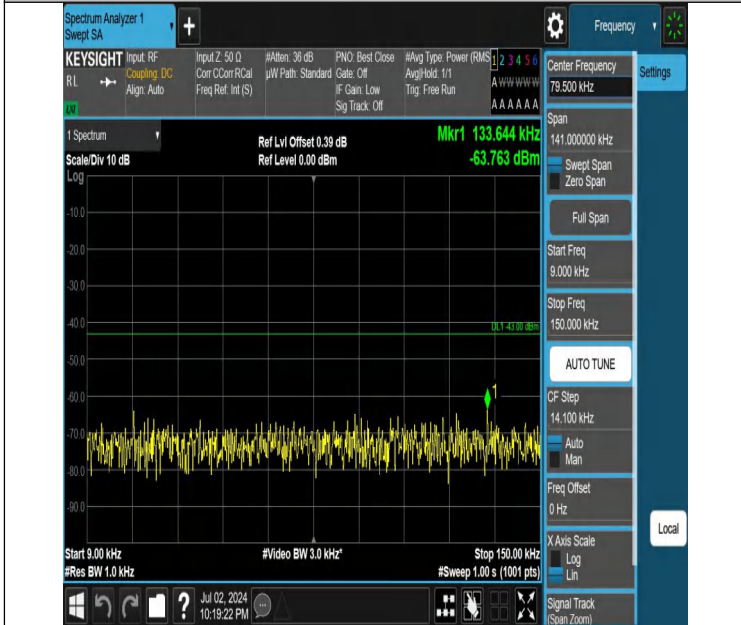 Spectrum Analyzer 1
Swept SA
+
Frequency
KEYSIGHT
RL
Input: RF
Coupling: DC
Align: Auto
Input Z: 50 Ω
Corr CCorr RCal
Freq Ref: Int (S)
#Atten: 36 dB
µW Path: Standard
PNO: Best Close
Gate: Off
IF Gain: Low
Sig Track: Off
#Avg Type: Power (RMS
Avg|Hold: 1/1
Trig: Free Run
1 2 3 4 5 6
A W W W W W
A A A A A A
1 Spectrum
Scale/Div 10 dB
Ref Lvl Offset 0.39 dB
Ref Level 0.00 dBm
Mkr1 133.644 kHz
-63.763 dBm
Log
-10.0
-20.0
-30.0
-40.0
DL1 -43.00 dBm
-50.0
-60.0
1
-70.0
-80.0
-90.0
Start 9.00 kHz
#Res BW 1.0 kHz
#Video BW 3.0 kHz*
Stop 150.00 kHz
#Sweep 1.00 s (1001 pts)
?
Jul 02, 2024
10:19:22 PM
Center Frequency
79.500 kHz
Settings
Span
141.000000 kHz
Swept Span
Zero Span
Full Span
Start Freq
9.000 kHz
Stop Freq
150.000 kHz
AUTO TUNE
CF Step
14.100 kHz
Auto
Man
Freq Offset
0 Hz
X Axis Scale
Log
Lin
Local
Signal Track
(Span Zoom)